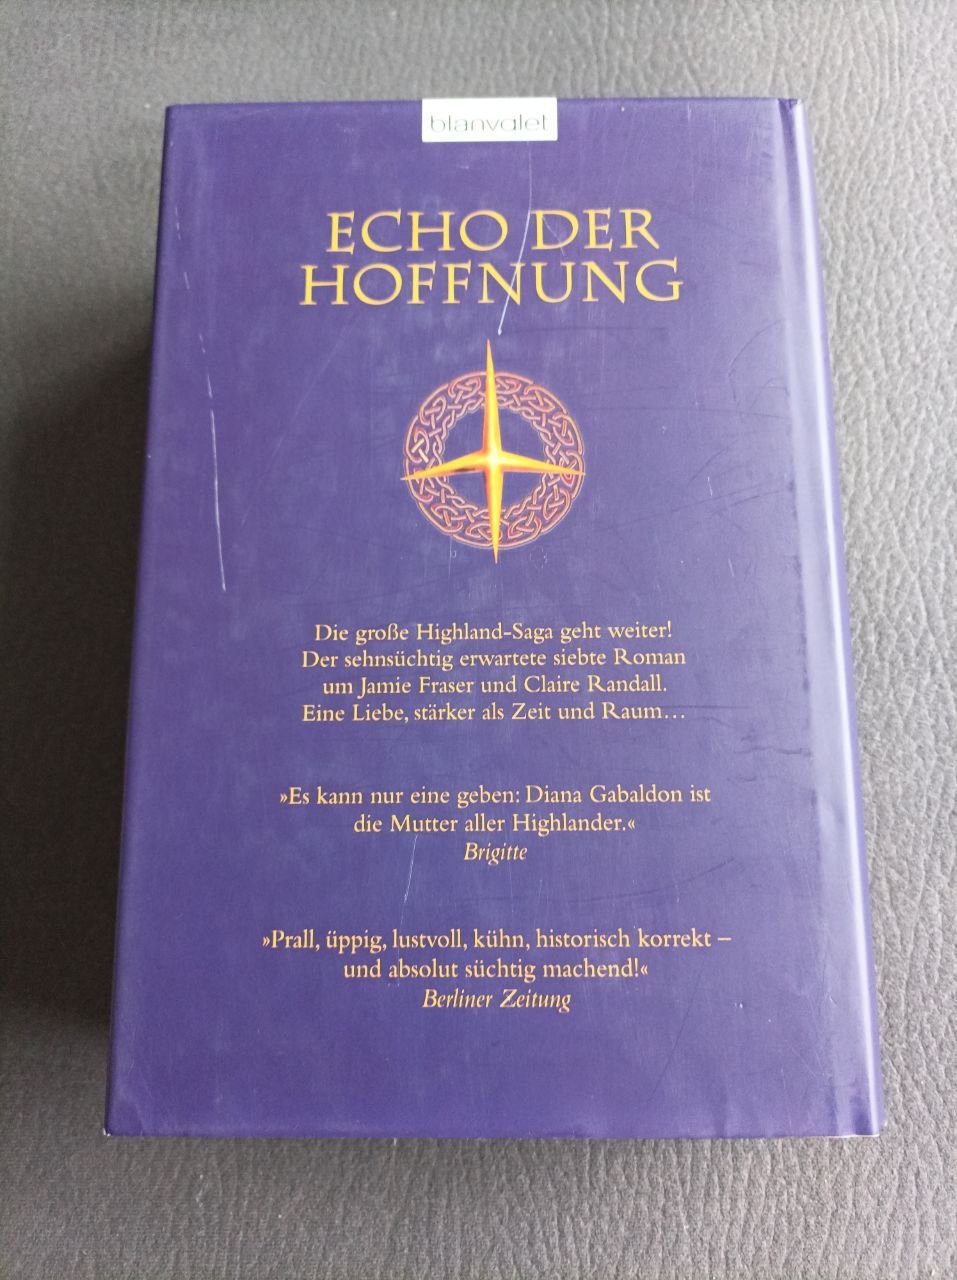 blanvalet
ECHO DER
HOFFNUNG
Die große Highland-Saga geht weiter!
Der sehnsüchtig erwartete siebte Roman
um Jamie Fraser und Claire Randall.
Eine Liebe, stärker als Zeit und Raum…
»Es kann nur eine geben: Diana Gabaldon ist
die Mutter aller Highlander.«
Brigitte
»Prall, üppig, lustvoll, kühn, historisch korrekt –
und absolut süchtig machend!«
Berliner Zeitung